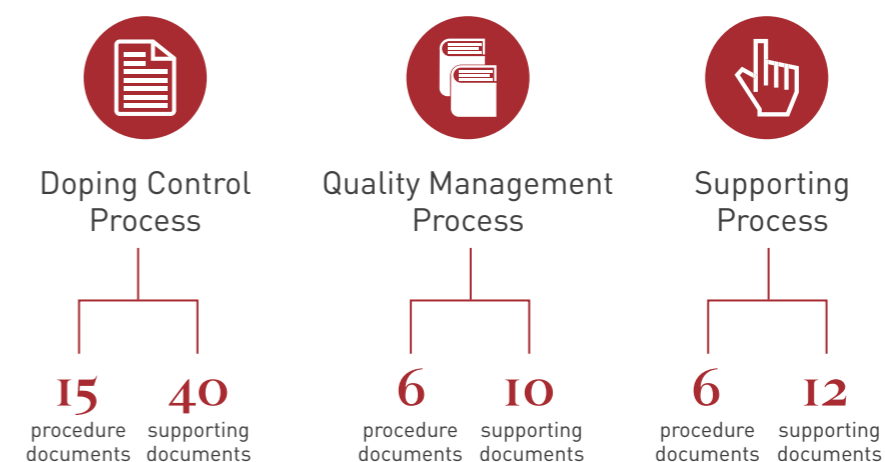 Doping Control
Process
15
procedure
documents
40
supporting
documents
Quality Management
Process
6
procedure
documents
10
supporting
documents
Supporting
Process
6
procedure
documents
12
supporting
documents